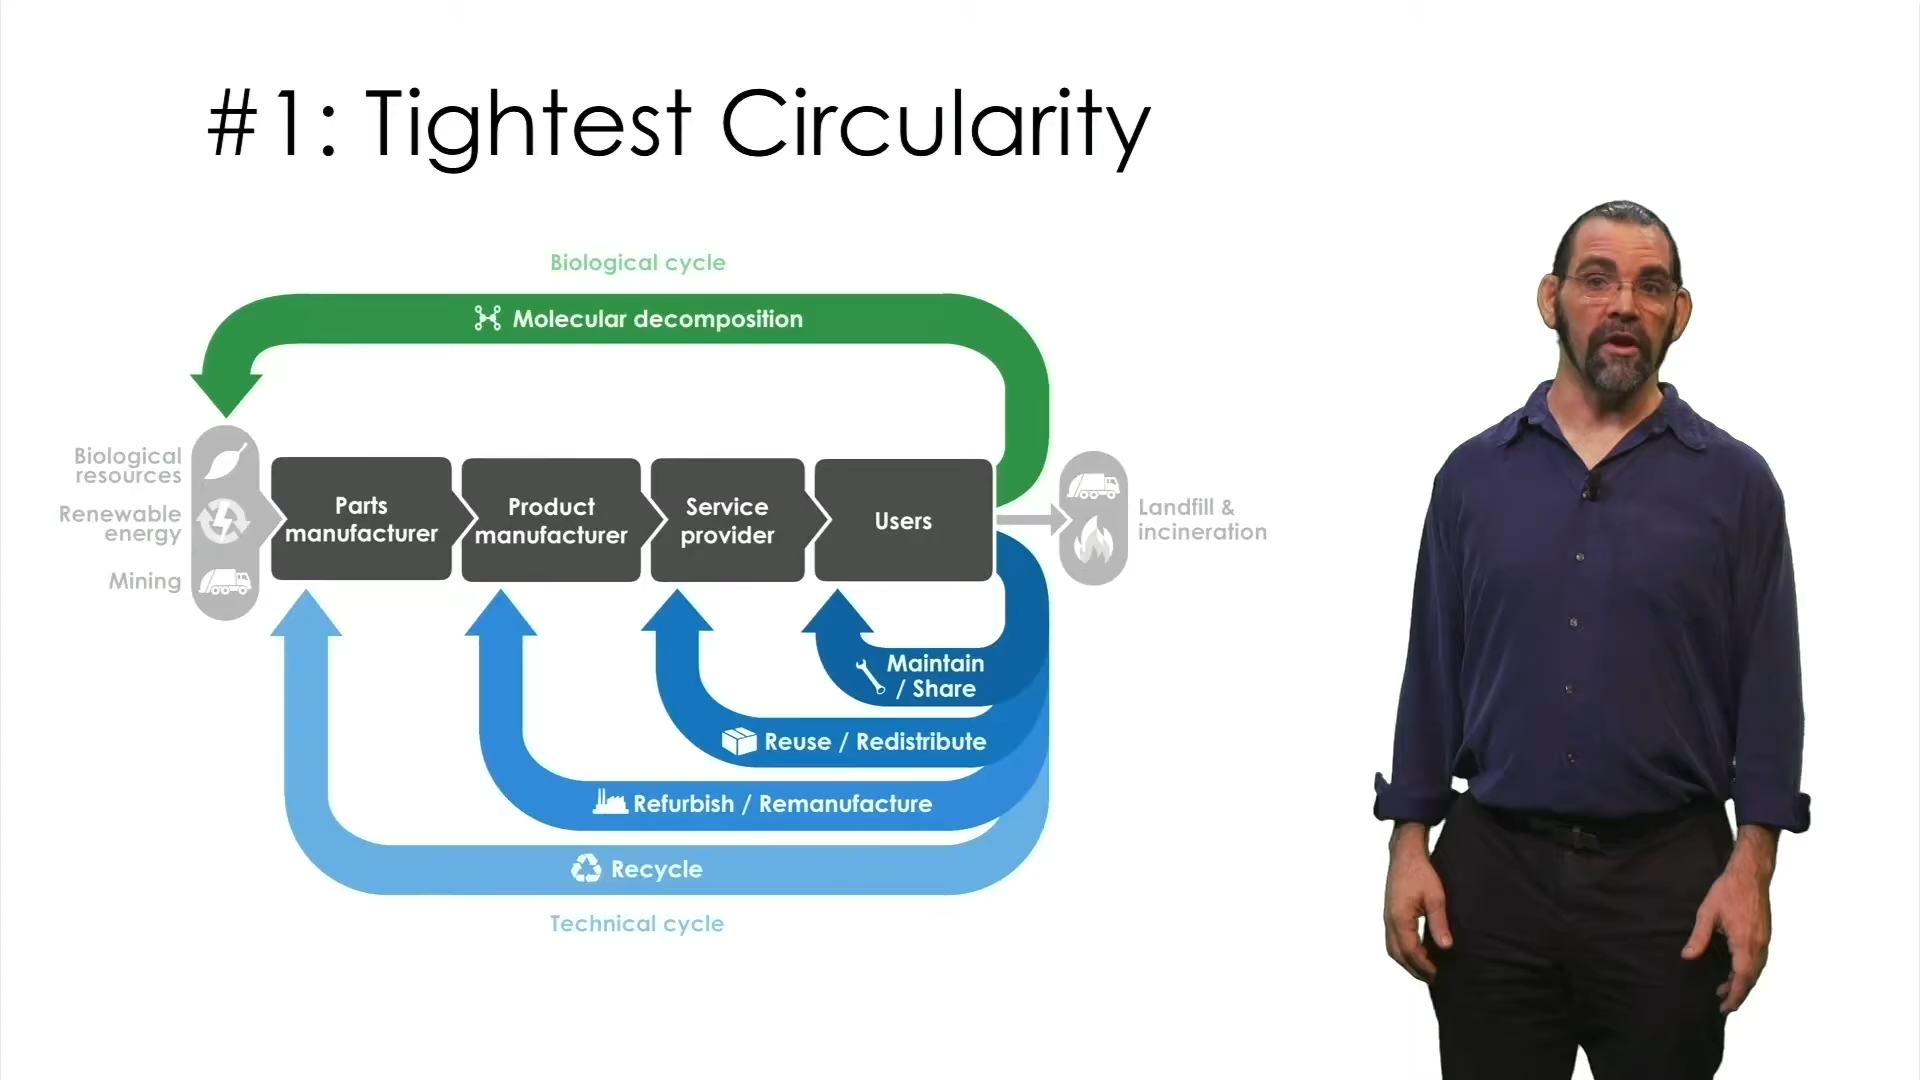 #1: Tightest Circularity
Biological cycle
Molecular decomposition
Biological
resources
Renewable
energy
Mining
Parts
manufacturer
Product
manufacturer
Service
provider
Users
Landfill &
incineration
Maintain
/ Share
Reuse / Redistribute
Refurbish / Remanufacture
Recycle
Technical cycle